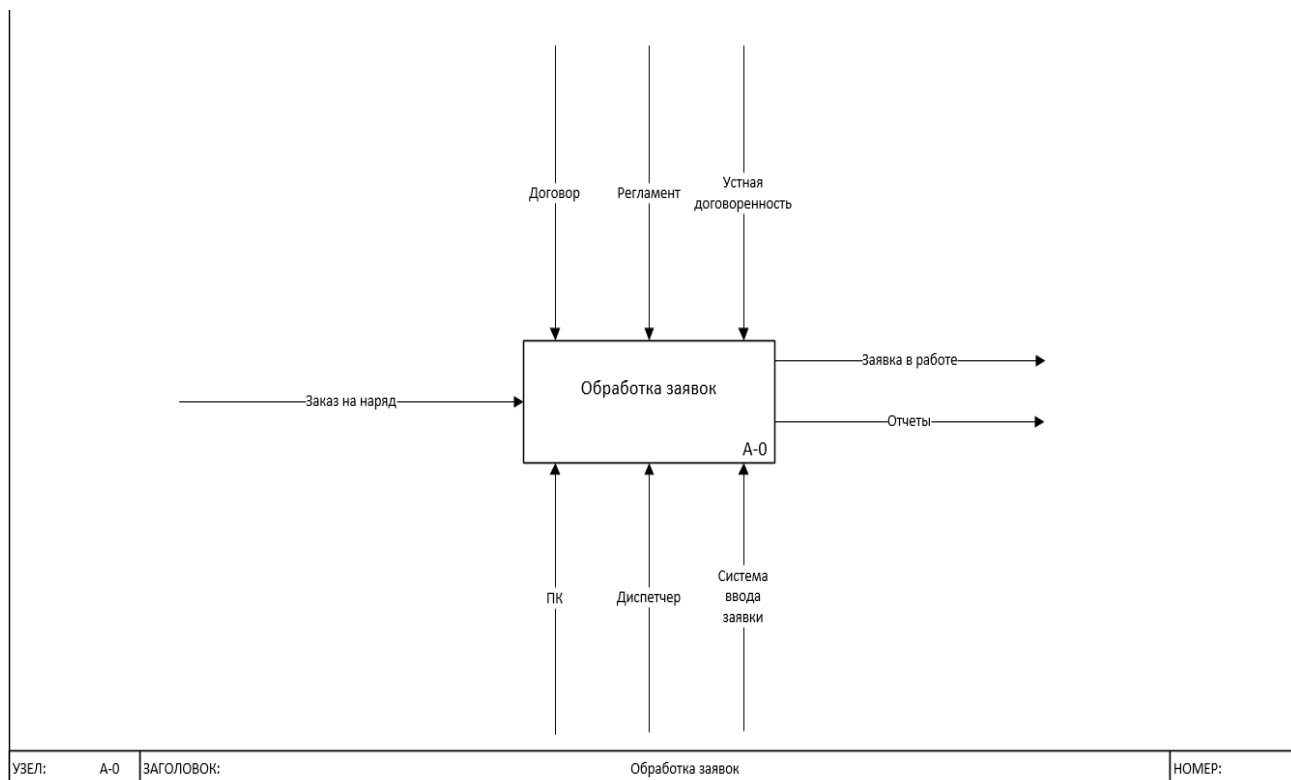 Договор
Регламент
Устная
договоренность
Заказ на наряд
Обработка заявок
А-0
Заявка в работе
Отчеты
ПК
Диспетчер
Система
ввода
заявки
УЗЕЛ:
А-0
ЗАГОЛОВОК:
Обработка заявок
НОМЕР: